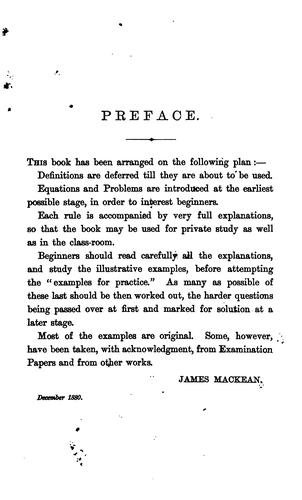 PREFACE.
THIS book has been arranged on the following plan :—
Definitions are deferred till they are about to be used.
Equations and Problems are introduced at the earliest
possible stage, in order to interest beginners.
Each rule is accompanied by very full explanations,
so that the book may be used for private study as well
as in the class-room.
Beginners should read carefully all the explanations,
and study the illustrative examples, before attempting
the "examples for practice." As many as possible of
these last should be then worked out, the harder questions
being passed over at first and marked for solution at a
later stage.
Most of the examples are original. Some, however,
have been taken, with acknowledgment, from Examination
Papers and from other works.
JAMES MACKEAN.
December 1880.